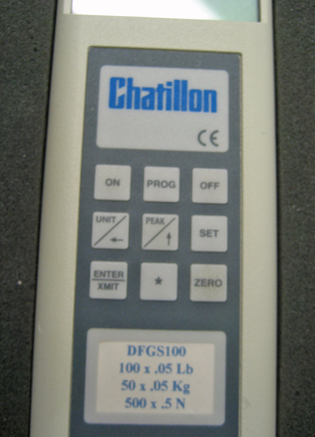 Chatillon
CE
ON PROG OFF
UNIT PEAK SET
ENTER
XMIT * ZERO
DFGS100
100 x .05 Lb
50 x .05 Kg
500 x .5 N